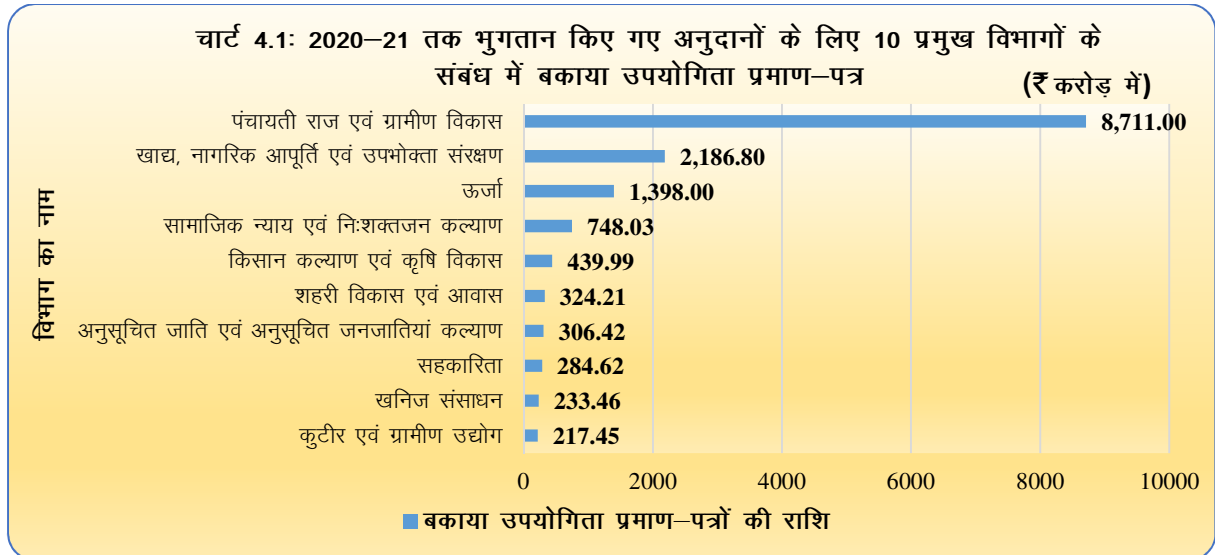 चार्ट 4.1: 2020–21 तक भुगतान किए गए अनुदानों के लिए 10 प्रमुख विभागों के
संबंध में बकाया उपयोगिता प्रमाण–पत्र
(₹ करोड़ में)
विभाग का नाम
पंचायती राज एवं ग्रामीण विकास 8,711.00
खाद्य, नागरिक आपूर्ति एवं उपभोक्ता संरक्षण 2,186.80
ऊर्जा 1,398.00
सामाजिक न्याय एवं नि:शक्तजन कल्याण 748.03
किसान कल्याण एवं कृषि विकास 439.99
शहरी विकास एवं आवास 324.21
अनुसूचित जाति एवं अनुसूचित जनजातियां कल्याण 306.42
सहकारिता 284.62
खनिज संसाधन 233.46
कुटीर एवं ग्रामीण उद्योग 217.45
0 2000 4000 6000 8000 10000
बकाया उपयोगिता प्रमाण–पत्रों की राशि